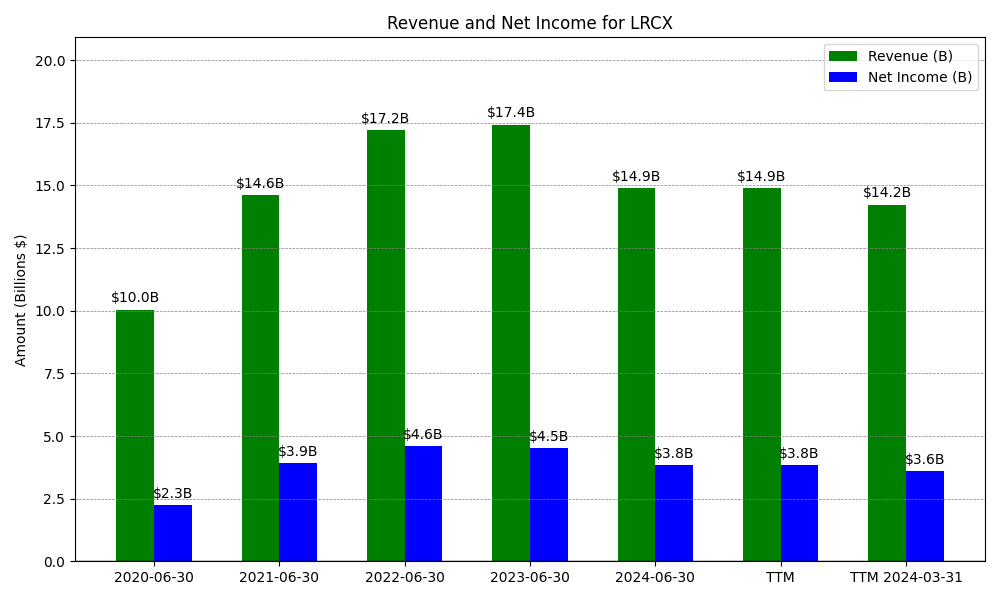 Revenue and Net Income for LRCX
Revenue (B)
Net Income (B)
Amount (Billions $)
20.0
17.5
15.0
12.5
10.0
7.5
5.0
2.5
0.0
$10.0B
$2.3B
$14.6B
$3.9B
$17.2B
$4.6B
$17.4B
$4.5B
$14.9B
$3.8B
$14.9B
$3.8B
$14.2B
$3.6B
2020-06-30
2021-06-30
2022-06-30
2023-06-30
2024-06-30
TTM
TTM 2024-03-31